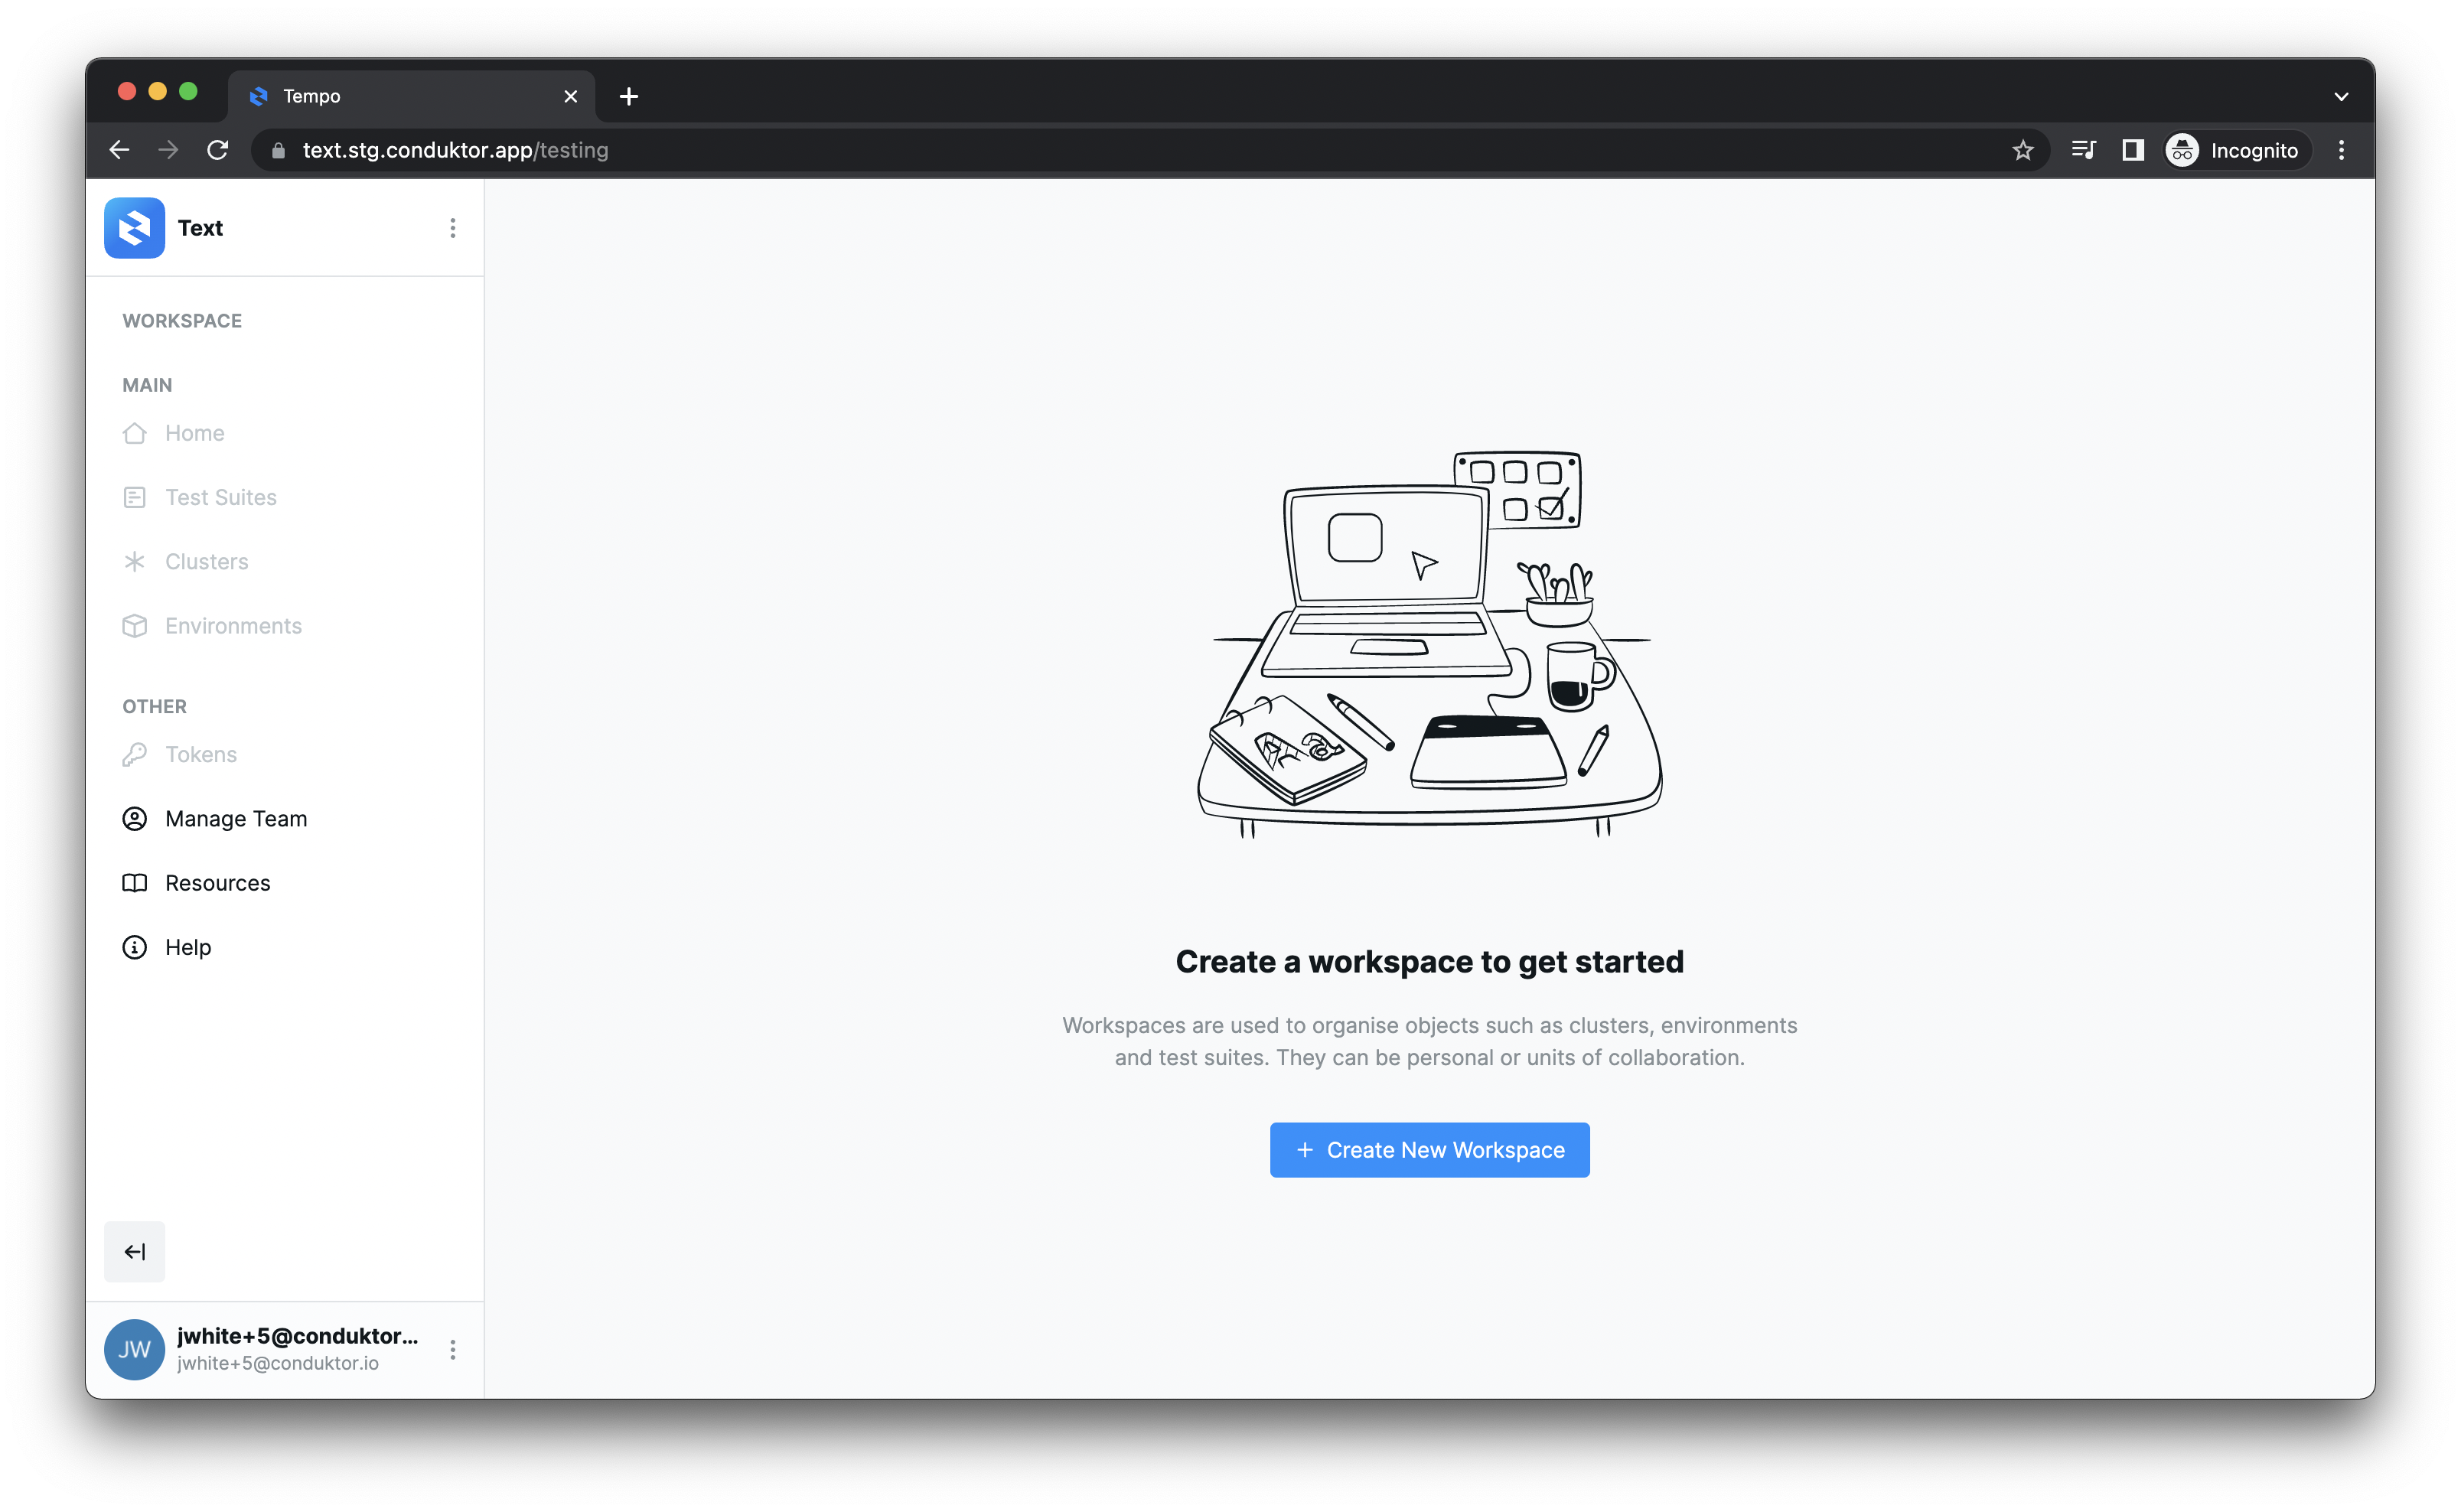 Tempo
text.stg.conduktor.app/testing
Incognito
Text
WORKSPACE
MAIN
Home
Test Suites
Clusters
Environments
OTHER
Tokens
Manage Team
Resources
Help
jwhite+5@conduktor...
jwhite+5@conduktor.io
JW
Aa
Create a workspace to get started
Workspaces are used to organise objects such as clusters, environments
and test suites. They can be personal or units of collaboration.
+ Create New Workspace